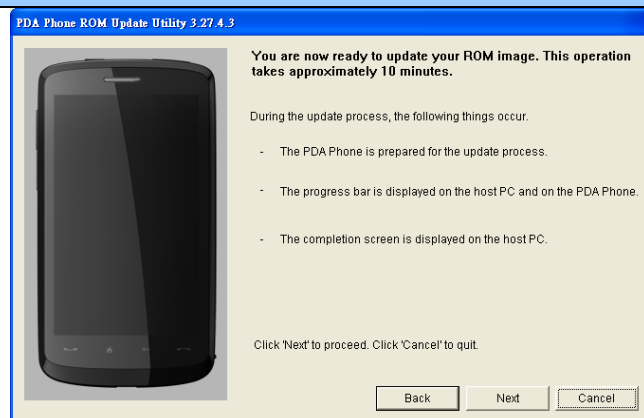 PDA Phone ROM Update Utility 3.27.4.3
You are now ready to update your ROM image. This operation
takes approximately 10 minutes.
During the update process, the following things occur.
- The PDA Phone is prepared for the update process.
- The progress bar is displayed on the host PC and on the PDA Phone.
- The completion screen is displayed on the host PC.
Click 'Next' to proceed. Click 'Cancel' to quit.
Back Next Cancel